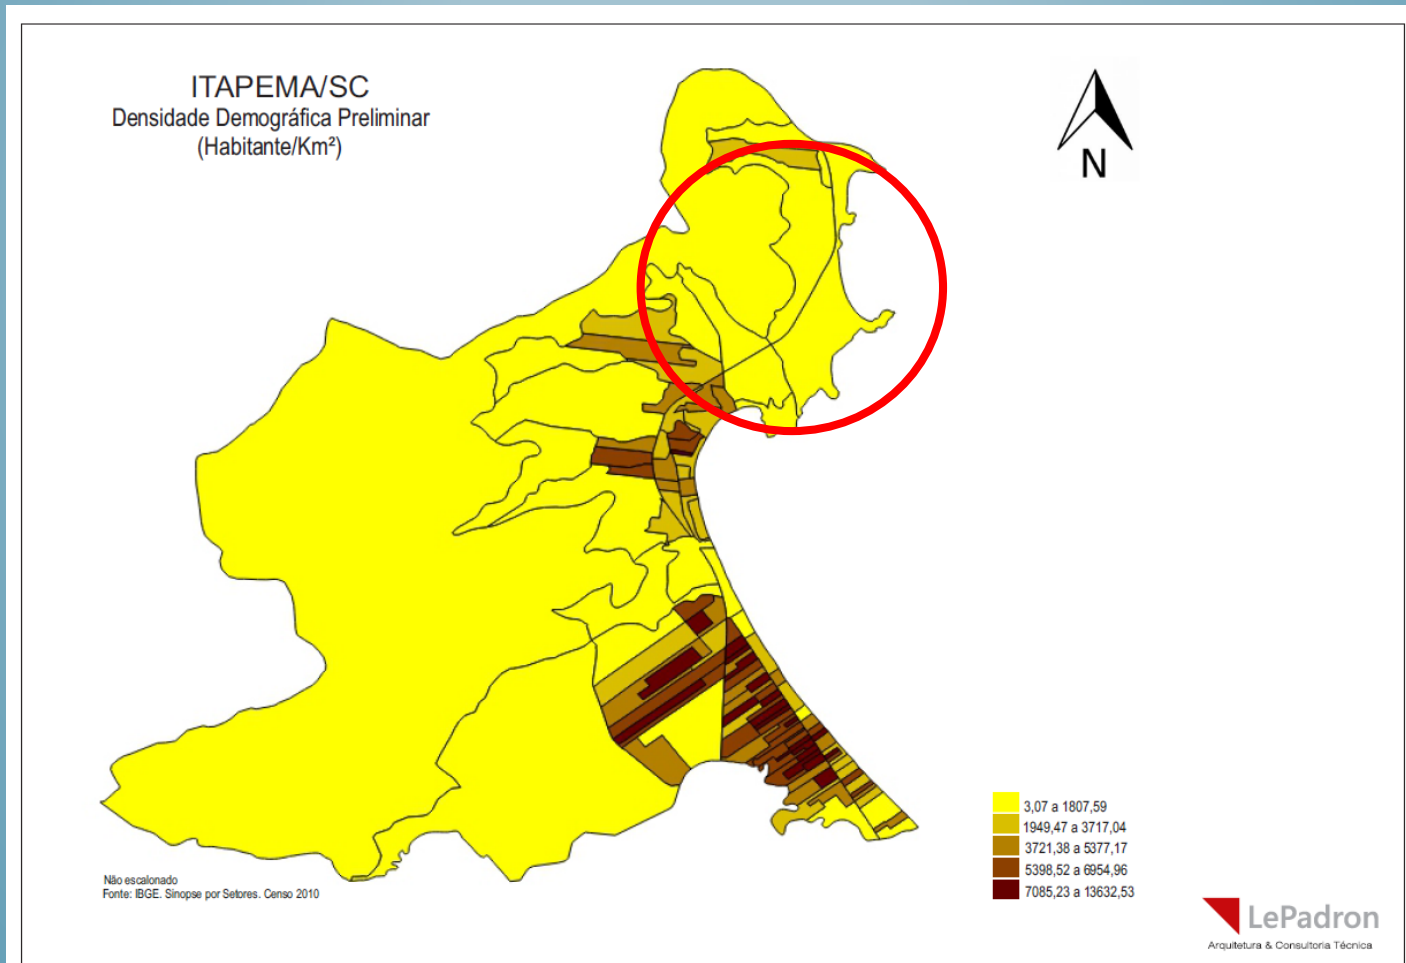 ITAPEMA/SC
Densidade Demográfica Preliminar
(Habitante/Km²)
N
3,07 a 1807,59
1949,47 a 3717,04
3721,38 a 5377,17
5398,52 a 6954,96
7085,23 a 13632,53
Não escalonado
Fonte: IBGE. Sinopse por Setores. Censo 2010
LePadron
Arquitetura & Consultoria Técnica